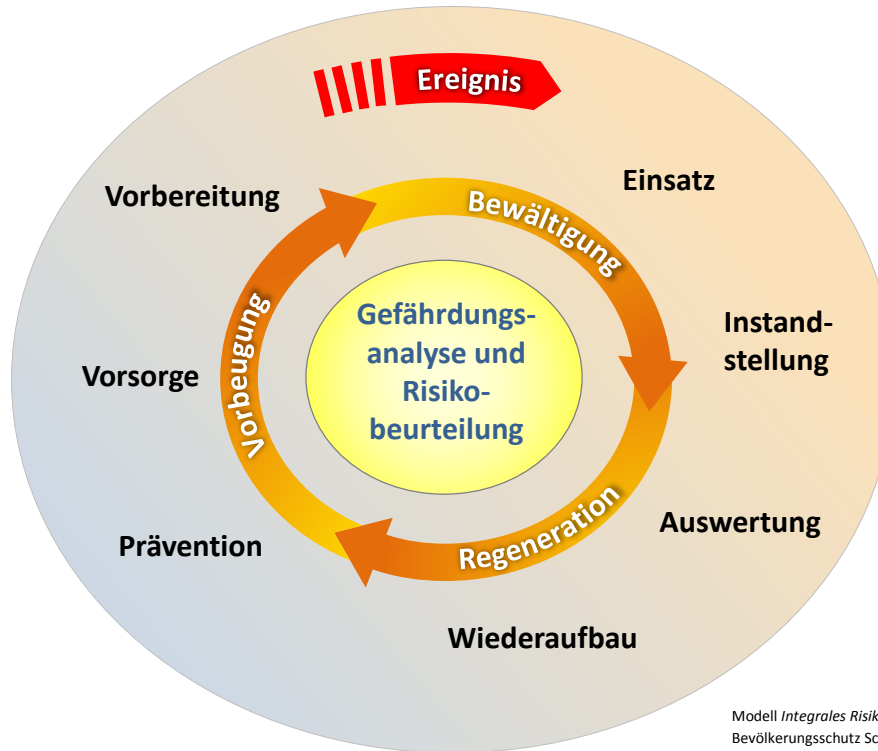 Ereignis
Vorbereitung
Einsatz
Bewältigung
Gefährdungs-
analyse und
Risiko-
beurteilung
Instand-
stellung
Vorsorge
Vorbeugung
Prävention
Auswertung
Regeneration
Wiederaufbau
Modell Integrales Risik
Bevölkerungsschutz Sc